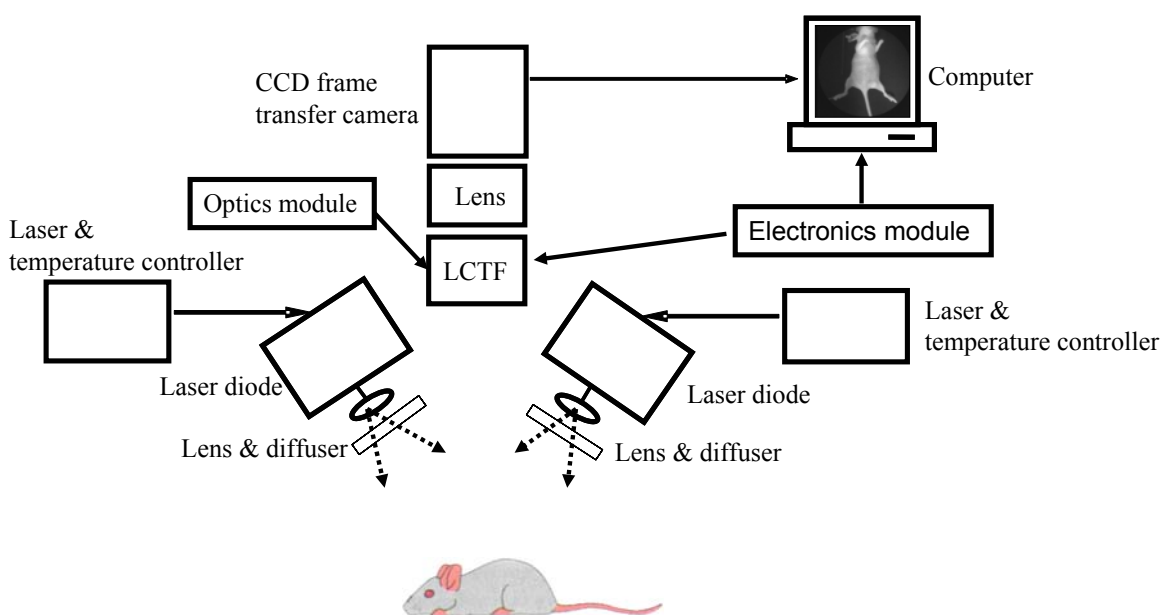 CCD frame
transfer camera
Computer
Lens
Optics module
Electronics module
LCTF
Laser &
temperature controller
Laser &
temperature controller
Laser diode
Laser diode
Lens & diffuser
Lens & diffuser